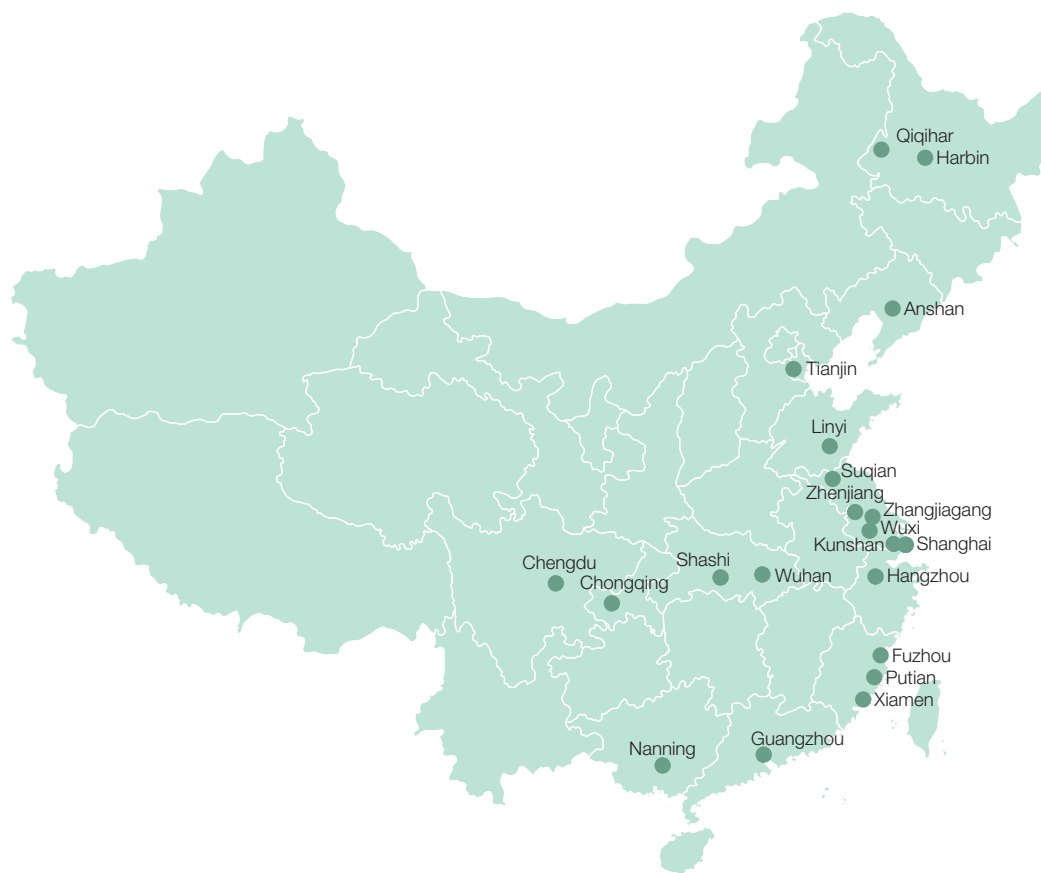 Qiqihar
Harbin
Anshan
Tianjin
Linyi
Suqian
Zhenjiang
Zhangjiagang
Wuxi
Kunshan
Shanghai
Shashi
Chengdu
Wuhan
Hangzhou
Chongqing
Fuzhou
Putian
Xiamen
Guangzhou
Nanning